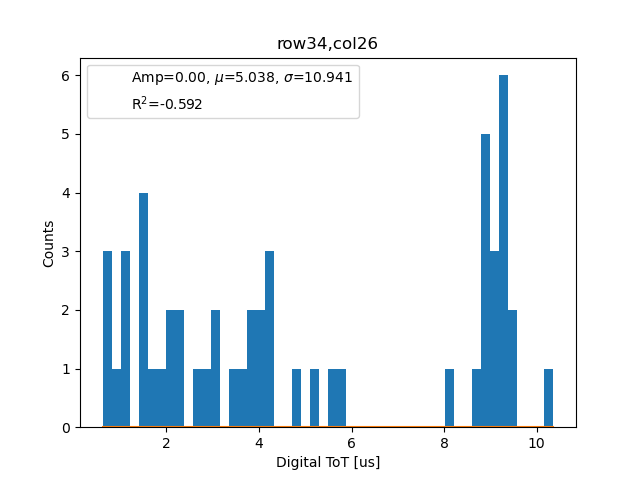 row34,col26
Amp=0.00, μ=5.038, σ=10.941
R²=-0.592
6
5
4
3
2
1
0
Counts
2 4 6 8 10
Digital ToT [us]